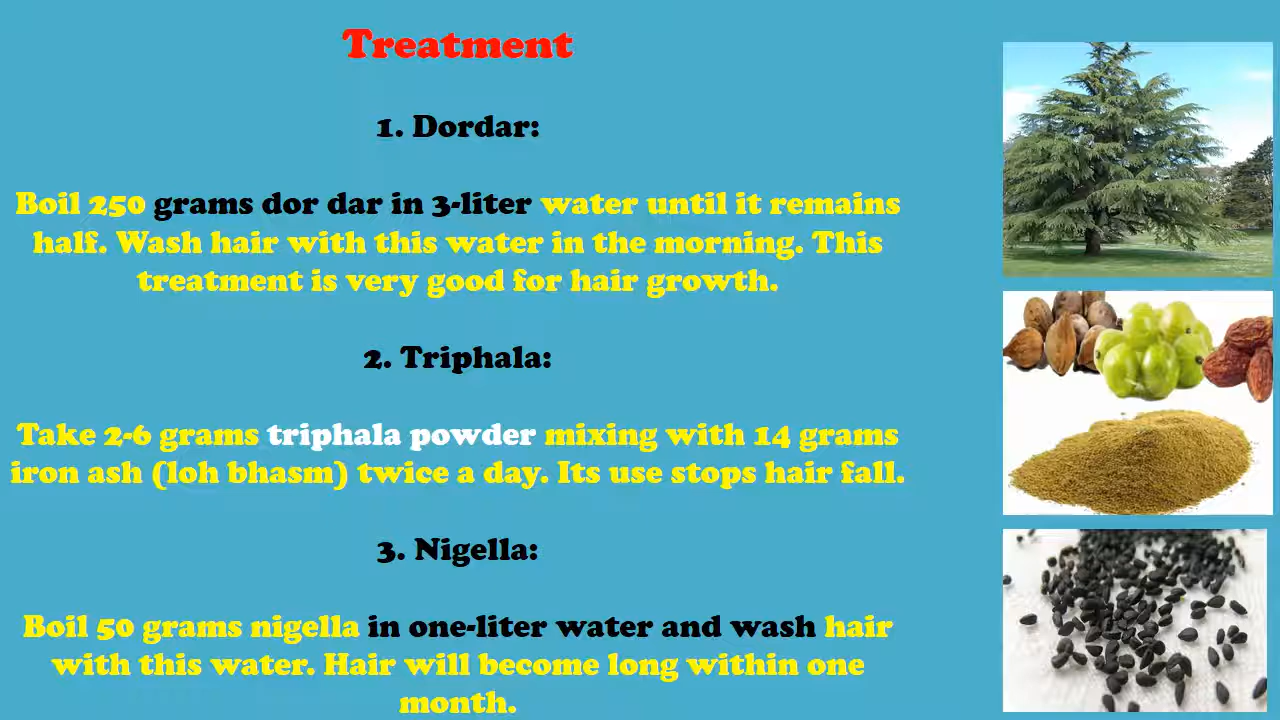 Treatment
1. Dordar:
Boil 250 grams dor dar in 3-liter water until it remains
half. Wash hair with this water in the morning. This
treatment is very good for hair growth.
2. Triphala:
Take 2-6 grams triphala powder mixing with 14 grams
iron ash (loh bhasm) twice a day. Its use stops hair fall.
3. Nigella:
Boil 50 grams nigella in one-liter water and wash hair
with this water. Hair will become long within one
month.